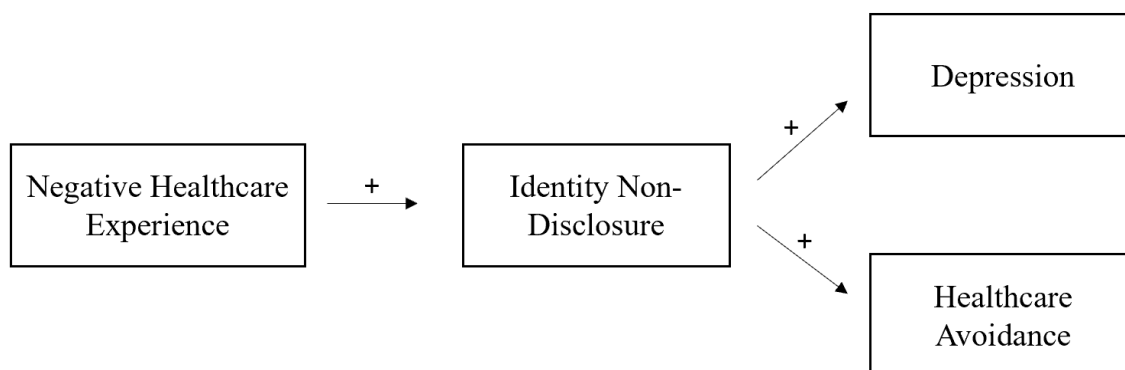 Depression
+
Negative Healthcare
Experience
+
Identity Non-
Disclosure
+
Healthcare
Avoidance